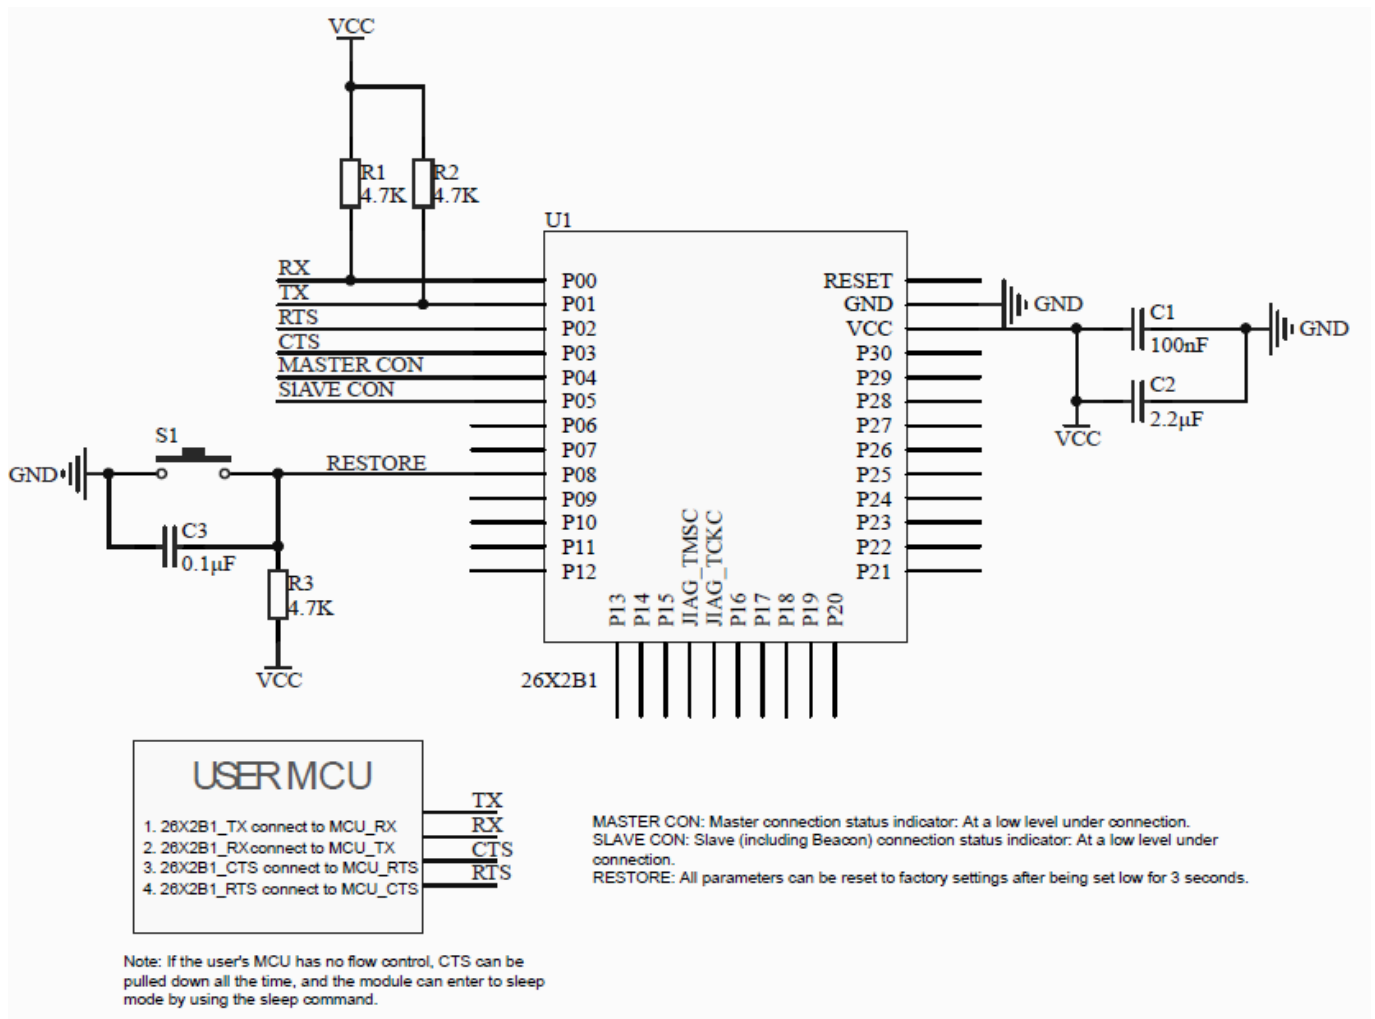 VCC
R1
4.7K
R2
4.7K
U1
RX
TX
RTS
CTS
MASTER CON
SlAVE CON
P00
P01
P02
P03
P04
P05
P06
P07
P08
P09
P10
P11
P12
RESET
GND
VCC
P30
P29
P28
P27
P26
P25
P24
P23
P22
P21
GND
C1
100nF
GND
C2
2.2µF
VCC
S1
GND
RESTORE
C3
0.1µF
R3
4.7K
VCC
P13
P14
P15
JIAG_TMSC
JIAG_TCKC
P16
P17
P18
P19
P20
26X2B1
USER MCU
1. 26X2B1_TX connect to MCU_RX
2. 26X2B1_RX connect to MCU_TX
3. 26X2B1_CTS connect to MCU_RTS
4. 26X2B1_RTS connect to MCU_CTS
TX
RX
CTS
RTS
MASTER CON: Master connection status indicator: At a low level under connection.
SLAVE CON: Slave (including Beacon) connection status indicator: At a low level under
connection.
RESTORE: All parameters can be reset to factory settings after being set low for 3 seconds.
Note: If the user's MCU has no flow control, CTS can be
pulled down all the time, and the module can enter to sleep
mode by using the sleep command.